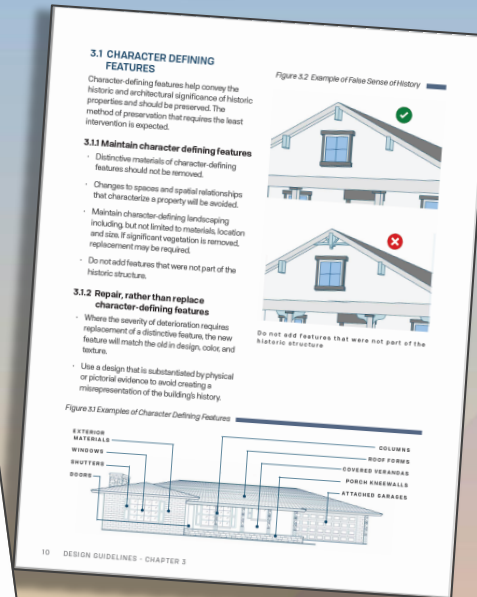 3.1 CHARACTER DEFINING
FEATURES
Character-defining features help convey the
historic and architectural significance of historic
properties and should be preserved. The
method of preservation that requires the least
intervention is expected.
3.1.1 Maintain character defining features
· Distinctive materials of character-defining
features should not be removed.
· Changes to spaces and spatial relationships
that characterize a property will be avoided.
· Maintain character-defining landscaping
including, but not limited to materials, location
and size. If significant vegetation is removed,
replacement may be required.
· Do not add features that were not part of the
historic structure.
3.1.2 Repair, rather than replace
character-defining features
· Where the severity of deterioration requires
replacement of a distinctive feature, the new
feature will match the old in design, color, and
texture.
· Use a design that is substantiated by physical
or pictorial evidence to avoid creating a
misrepresentation of the building's history.
Figure 3.2 Example of False Sense of History
Do not add features that were not part of the
historic structure
Figure 3.1 Examples of Character Defining Features
EXTERIOR
MATERIALS
WINDOWS
SHUTTERS
DOORS
COLUMNS
ROOF FORMS
COVERED VERANDAS
PORCH KNEEWALLS
ATTACHED GARAGES
10 DESIGN GUIDELINES - CHAPTER 3